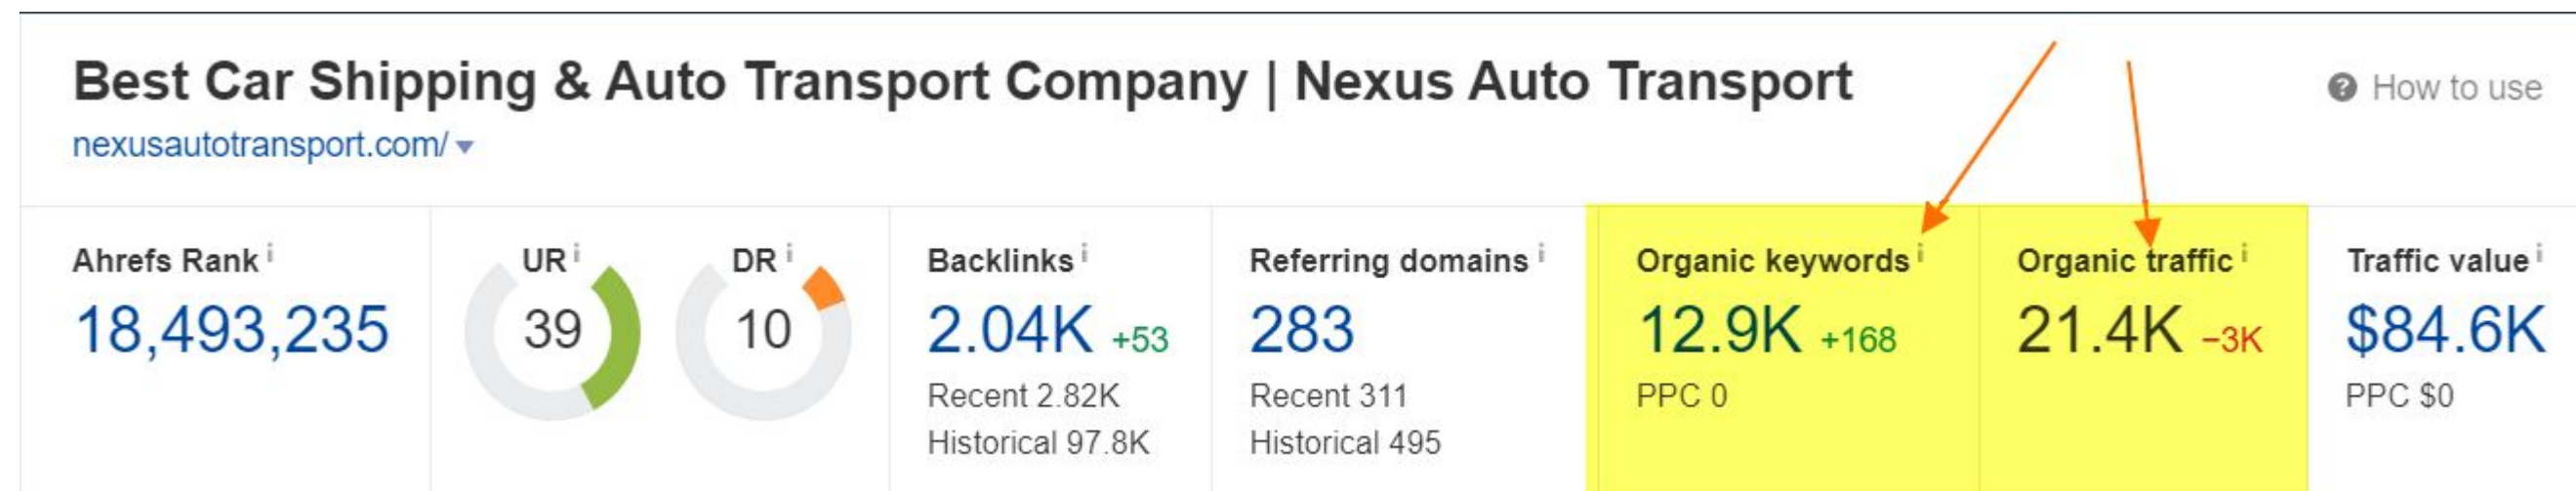 Best Car Shipping & Auto Transport Company | Nexus Auto Transport
How to use
nexusautotransport.com/
Ahrefs Rank
18,493,235
UR
39
DR
10
Backlinks
2.04K +53
Recent 2.82K
Historical 97.8K
Referring domains
283
Recent 311
Historical 495
Organic keywords
12.9K +168
PPC 0
Organic traffic
21.4K −3K
Traffic value
$84.6K
PPC $0